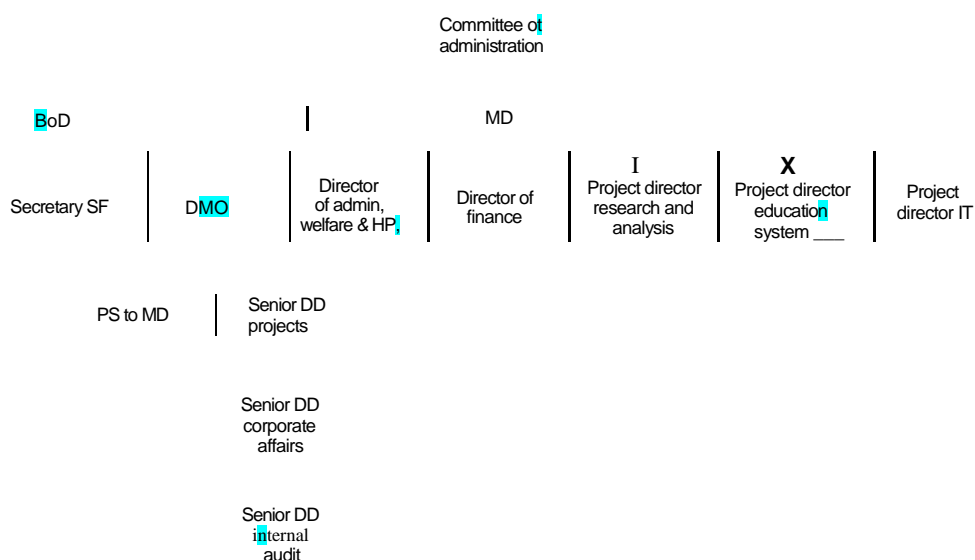 Committee ot
administration
BoD
MD
Secretary SF
DMO
Director
of admin,
welfare & HP,
Director of
finance
I
Project director
research and
analysis
X
Project director
education
system ___
Project
director IT
PS to MD
Senior DD
projects
Senior DD
corporate
affairs
Senior DD
internal
audit